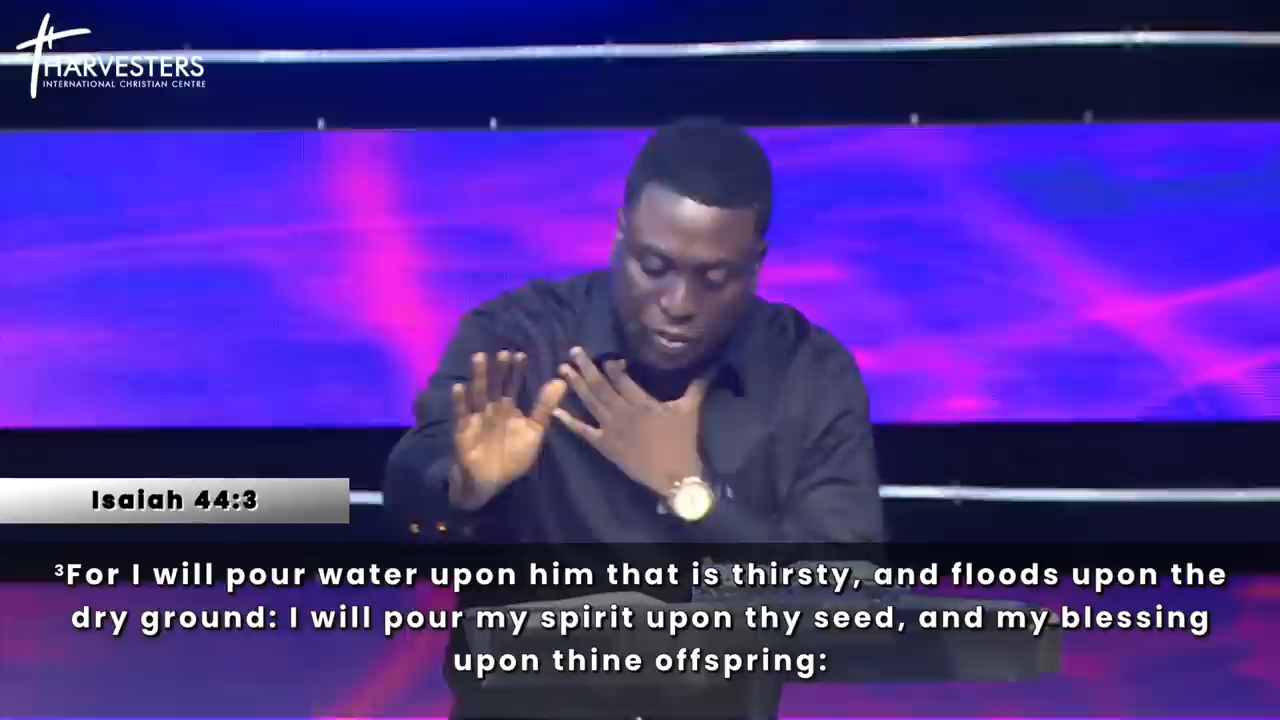 HARVESTERS
INTERNATIONAL CHRISTIAN CENTRE
Isaiah 44:3
³For I will pour water upon him that is thirsty, and floods upon the
dry ground: I will pour my spirit upon thy seed, and my blessing
upon thine offspring: